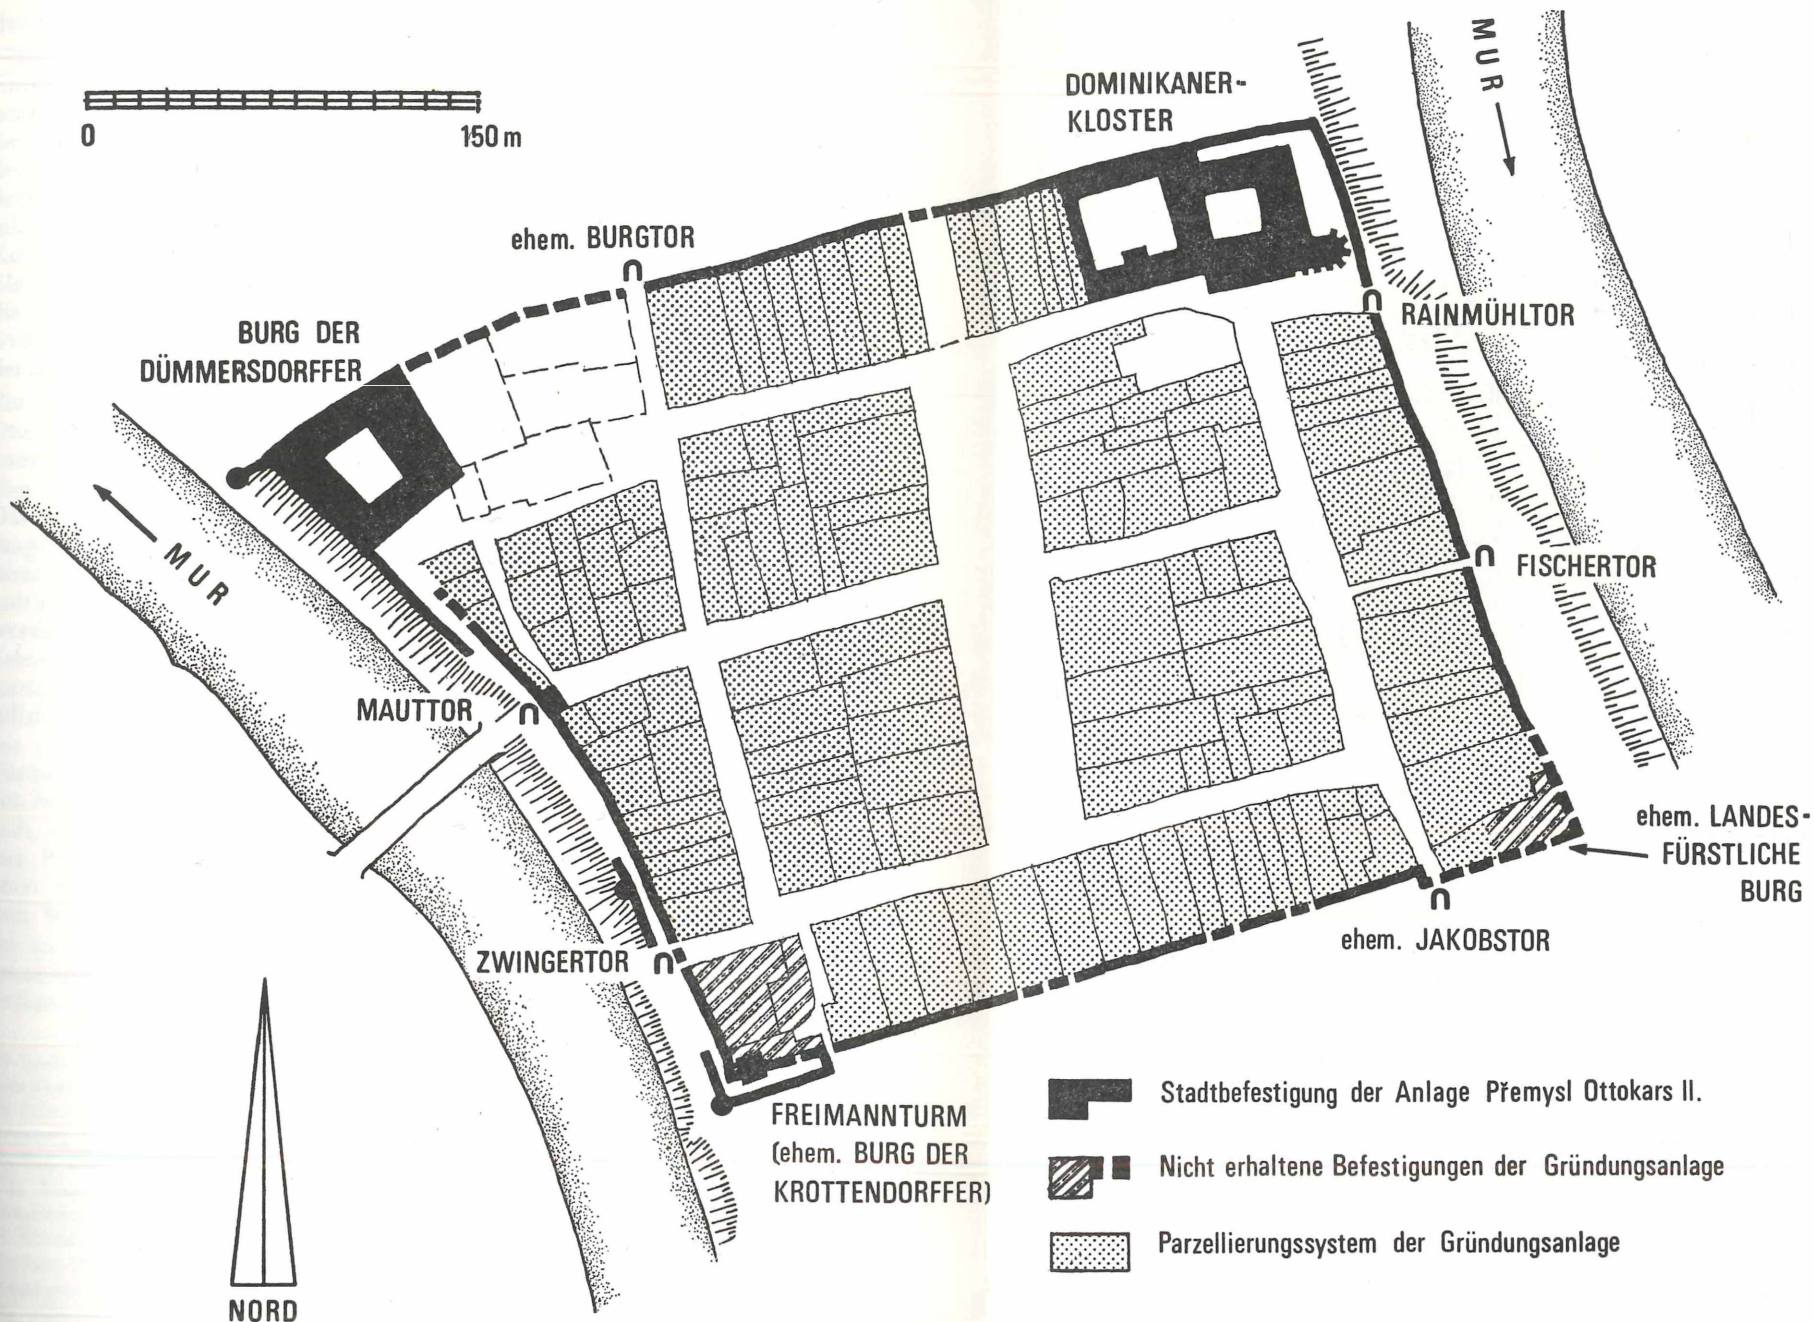 MUR
DOMINIKANER-
KLOSTER
0
150 m
ehem. BURGTOR
RAINMÜHLTOR
BURG DER
DÜMMERSDORFFER
MUR
FISCHERTOR
MAUTTOR
ehem. LANDES-
FÜRSTLICHE
BURG
ehem. JAKOBSTOR
ZWINGERTOR
FREIMANNTURM
(ehem. BURG DER
KROTTENDORFFER)
Stadtbefestigung der Anlage Přemysl Ottokars II.
Nicht erhaltene Befestigungen der Gründungsanlage
Parzellierungssystem der Gründungsanlage
NORD